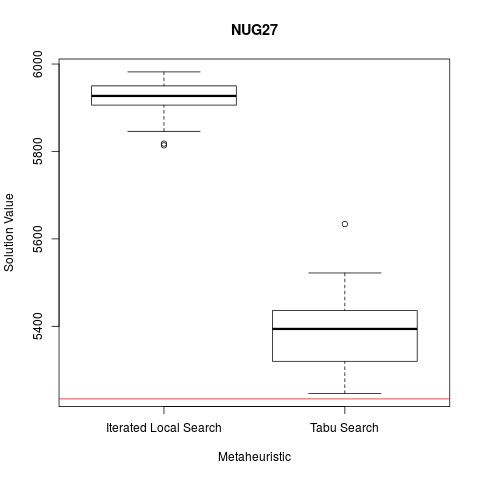 NUG27
Solution Value
6000
5800
5600
5400
Iterated Local Search
Tabu Search
Metaheuristic